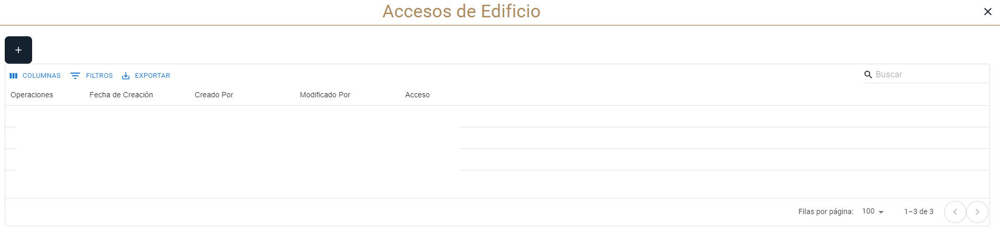 Accesos de Edificio
COLUMNAS FILTROS EXPORTAR Buscar
Operaciones Fecha de Creación Creado Por Modificado Por Acceso
Filas por página: 100 1–3 de 3